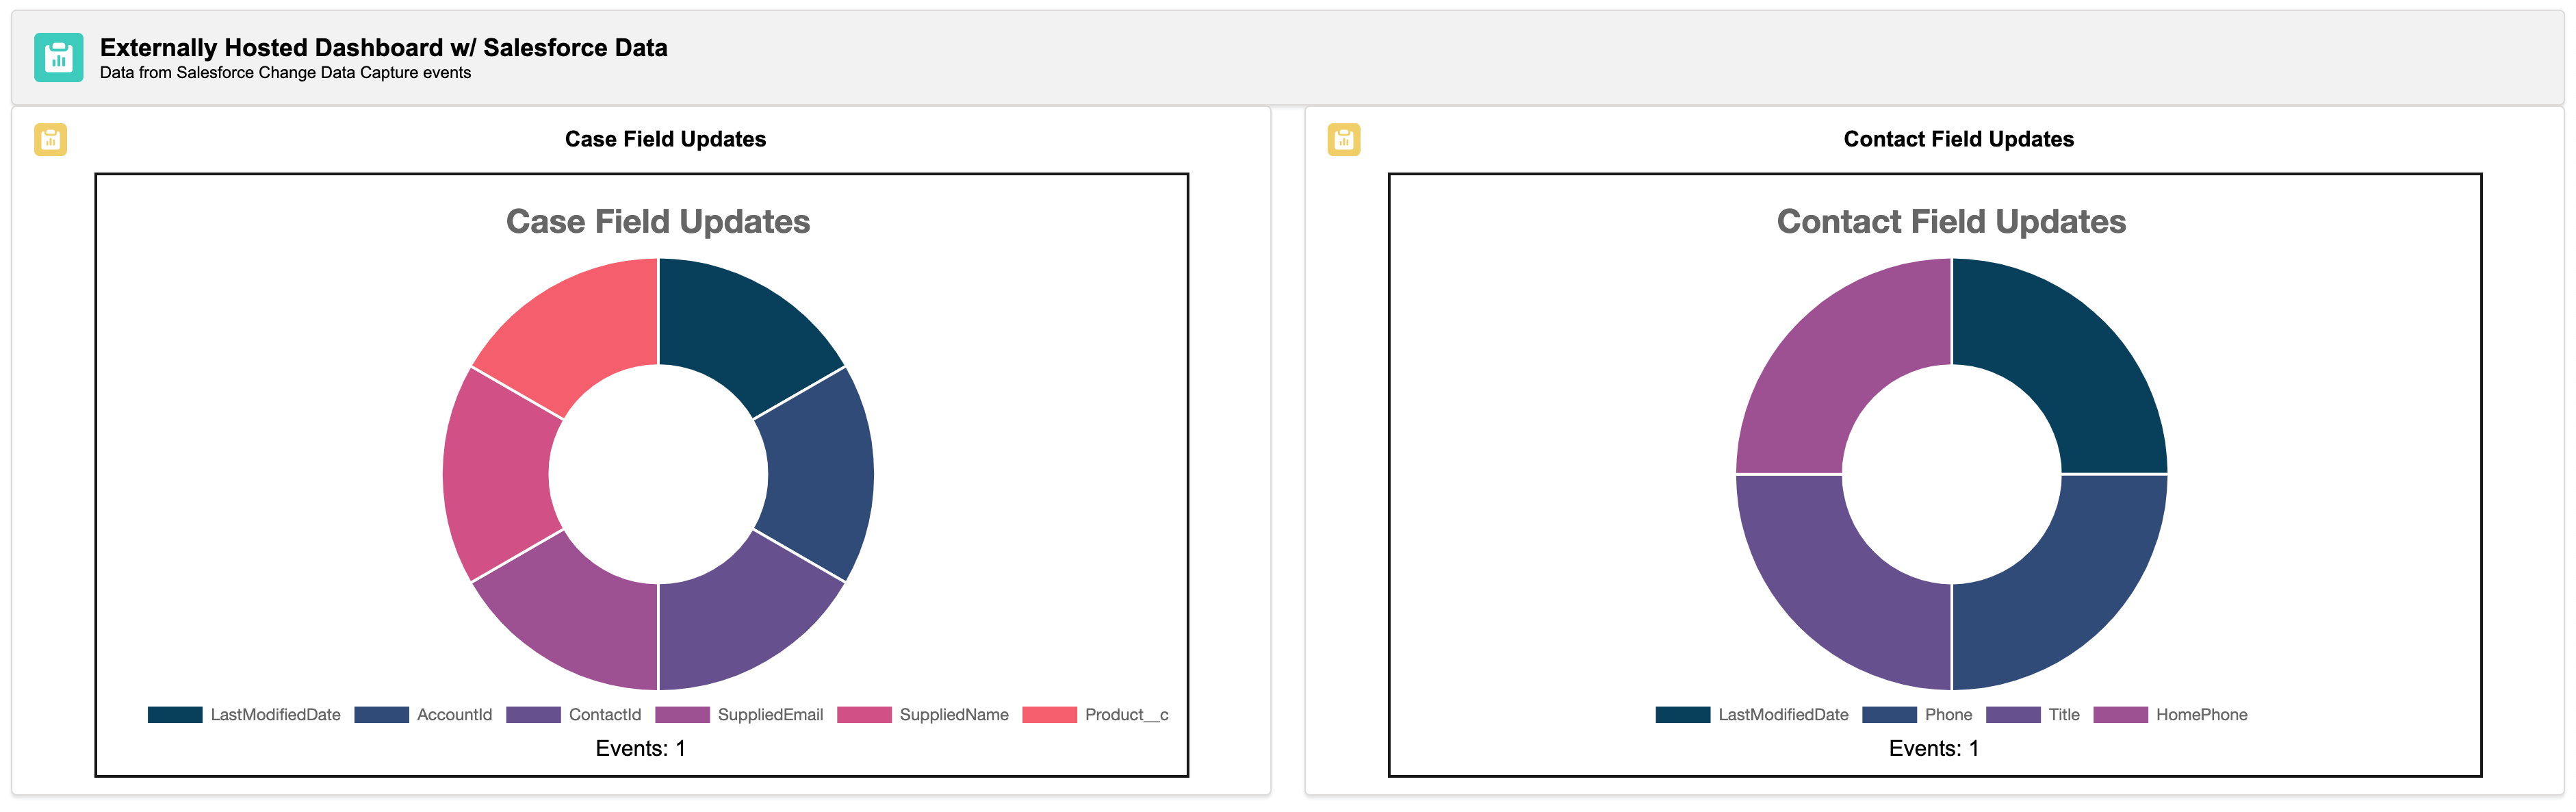 Externally Hosted Dashboard w/ Salesforce Data
Data from Salesforce Change Data Capture events
Case Field Updates
Case Field Updates
LastModifiedDate AccountId ContactId SuppliedEmail SuppliedName Product__c
Events: 1
Contact Field Updates
Contact Field Updates
LastModifiedDate Phone Title HomePhone
Events: 1